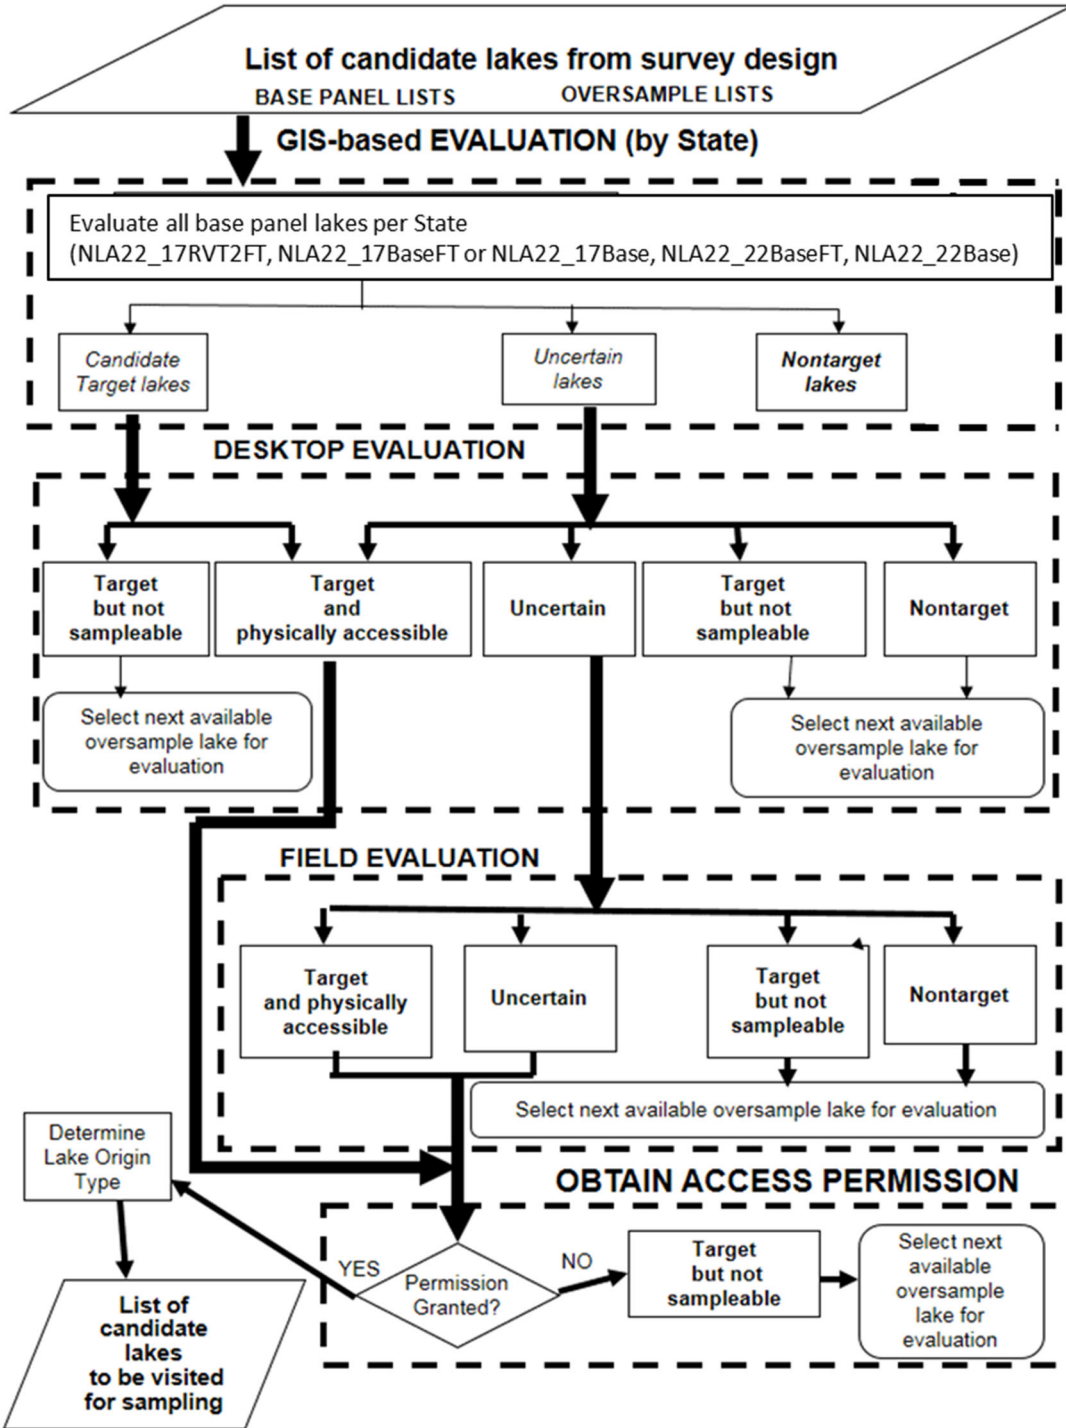 List of candidate lakes from survey design
BASE PANEL LISTS OVERSAMPLE LISTS
GIS-based EVALUATION (by State)
Evaluate all base panel lakes per State
(NLA22_17RVT2FT, NLA22_17BaseFT or NLA22_17Base, NLA22_22BaseFT, NLA22_22Base)
Candidate
Target lakes
Uncertain
lakes
Nontarget
lakes
DESKTOP EVALUATION
Target
but not
sampleable
Target
and
physically accessible
Uncertain
Target
but not
sampleable
Nontarget
Select next available
oversample lake for
evaluation
Select next available
oversample lake for
evaluation
FIELD EVALUATION
Target
and physically
accessible
Uncertain
Target
but not
sampleable
Nontarget
Select next available oversample lake for evaluation
OBTAIN ACCESS PERMISSION
Permission
Granted?
YES
NO
Target
but not
sampleable
Select next
available
oversample
lake for
evaluation
Determine
Lake Origin
Type
List of
candidate
lakes
to be visited
for sampling